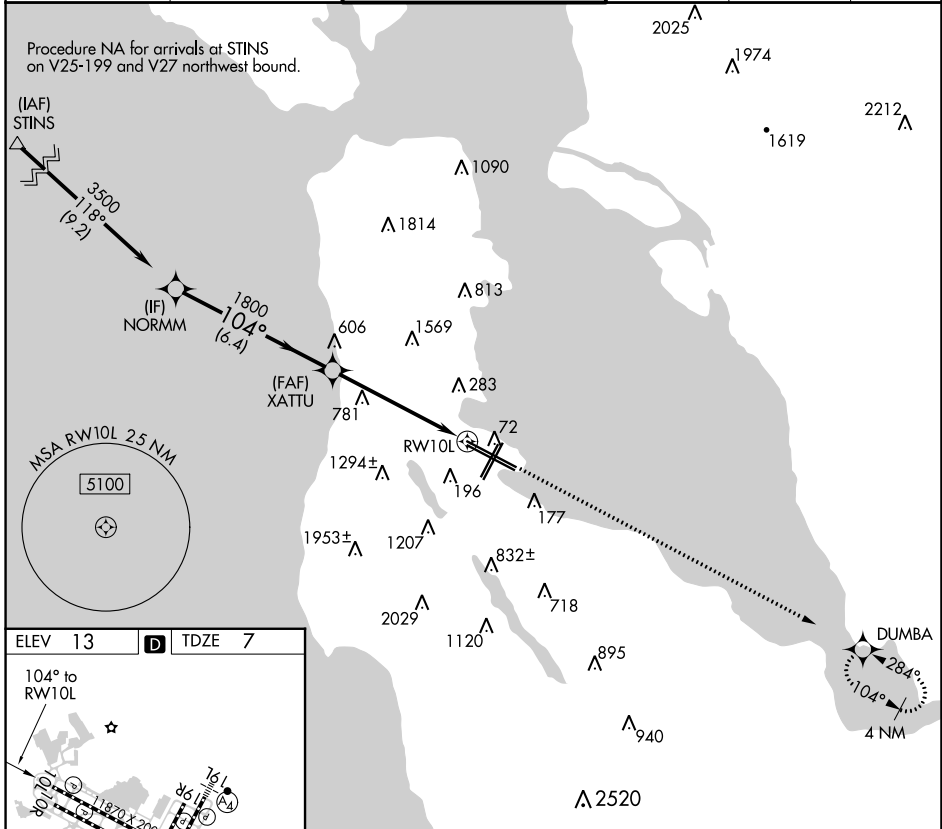 2025
1974
Procedure NA for arrivals at STINS
on V25-199 and V27 northwest bound.
(IAF)
STINS
2212
1619
1090
3500
118°
(9.2)
1814
813
(IF)
NORMM
1800
104°
(6.4)
606
1569
(FAF)
XATTU
283
781
72
RW10L
MSA RW10L 25 NM
5100
1294±
196
177
1953±
1207
832±
2029
718
1120
895
DUMBA
284°
104°
4 NM
940
2520
ELEV 13
D
TDZE 7
104° to
RW10L
19L
19R
A4
10L
10R
P
P
P
P
11870 X 200